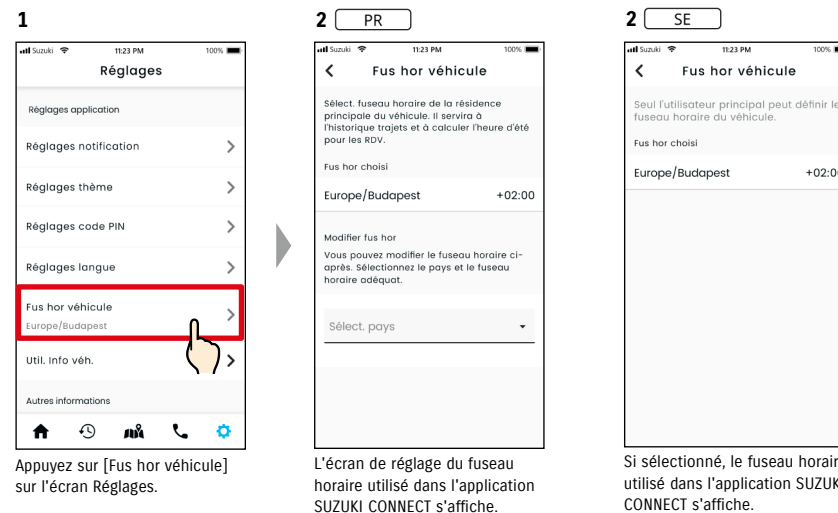 1
Suzuki 11:23 PM 100%
Réglages
Réglages application
Réglages notification
Réglages thème
Réglages code PIN
Réglages langue
Fus hor véhicule
Europe/Budapest
Util. Info véh.
Autres informations
Appuyez sur [Fus hor véhicule]
sur l'écran Réglages.
2 PR
Suzuki 11:23 PM 100%
Fus hor véhicule
Sélect. fuseau horaire de la résidence
principale du véhicule. Il servira à
l'historique trajets et à calculer l'heure d'été
pour les RDV.
Fus hor choisi
Europe/Budapest +02:00
Modifier fus hor
Vous pouvez modifier le fuseau horaire ci-
après. Sélectionnez le pays et le fuseau
horaire adéquat.
Sélect. pays
L'écran de réglage du fuseau
horaire utilisé dans l'application
SUZUKI CONNECT s'affiche.
2 SE
Suzuki 11:23 PM 100%
Fus hor véhicule
Seul l'utilisateur principal peut définir le
fuseau horaire du véhicule.
Fus hor choisi
Europe/Budapest +02:0
Si sélectionné, le fuseau horair
utilisé dans l'application SUZUK
CONNECT s'affiche.